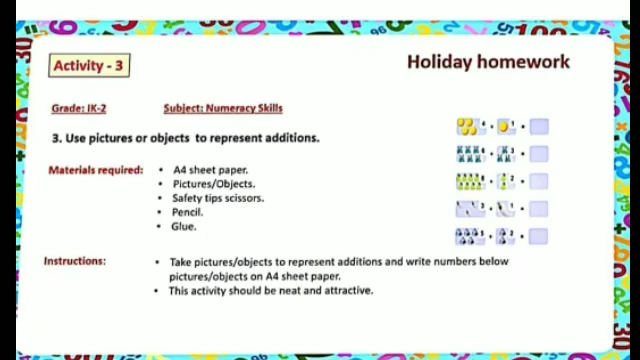 Activity - 3
Holiday homework
Grade: IK-2 Subject: Numeracy Skills
3. Use pictures or objects to represent additions.
Materials required: • A4 sheet paper.
• Pictures/Objects.
• Safety tips scissors.
• Pencil.
• Glue.
Instructions: • Take pictures/objects to represent additions and write numbers below
pictures/objects on A4 sheet paper.
• This activity should be neat and attractive.